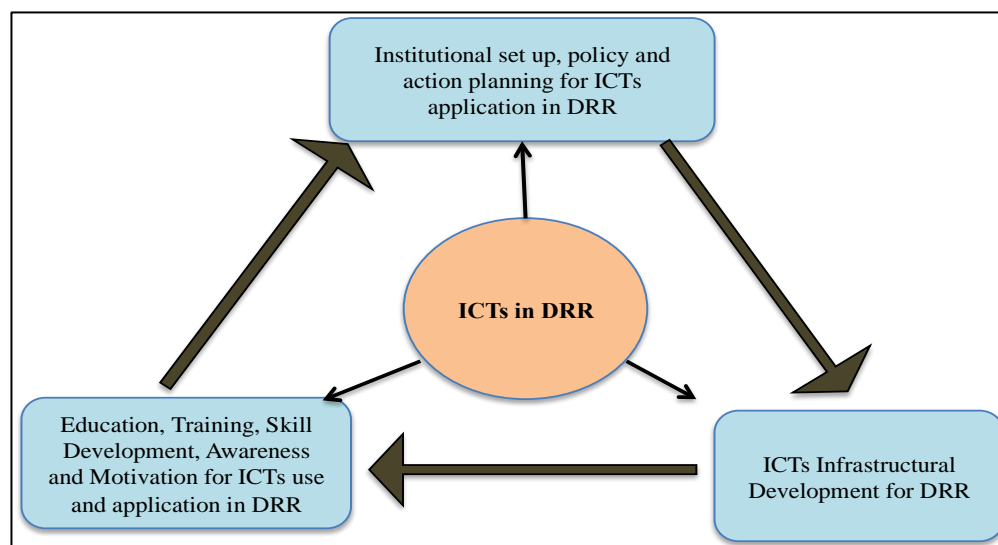 Institutional set up, policy and
action planning for ICTs
application in DRR
ICTs in DRR
Education, Training, Skill
Development, Awareness
and Motivation for ICTs use
and application in DRR
ICTs Infrastructural
Development for DRR